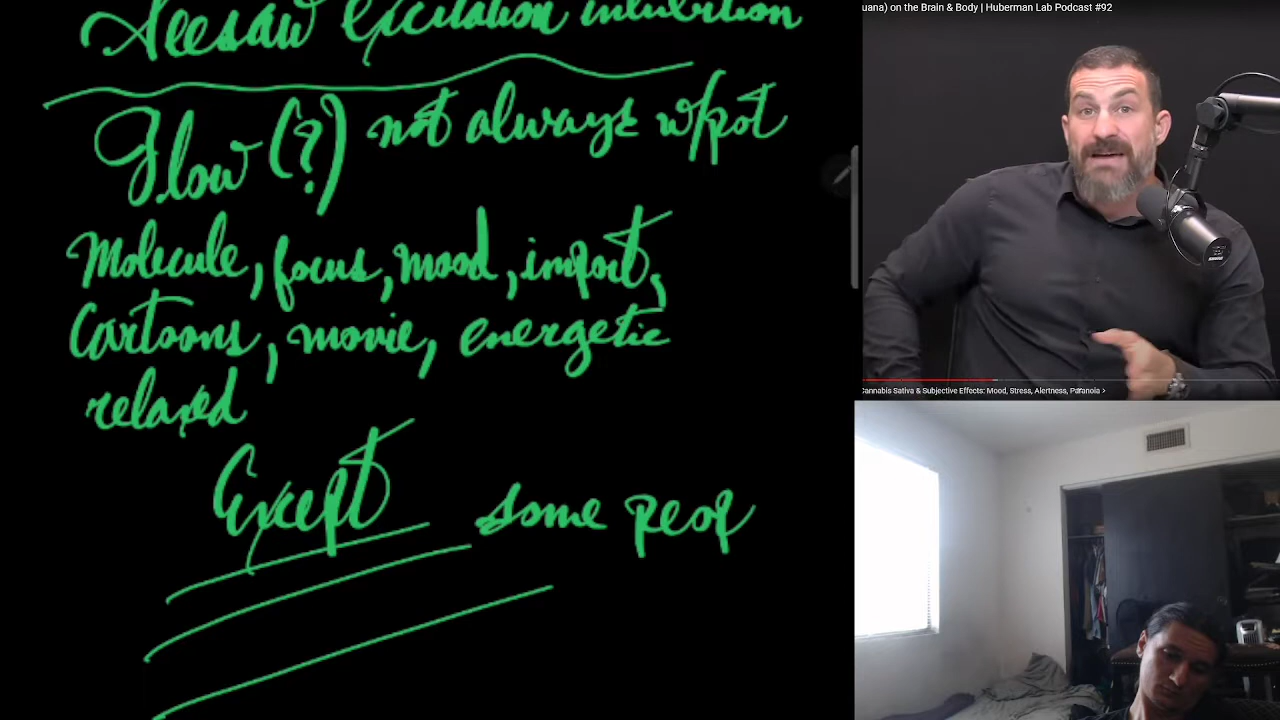 Seesaw Excitation inhibition
Glow (?) not always w/pot
Molecule, focus, mood, import,
Cartoons, movie, energetic
relaxed
Except some peop
uana) on the Brain & Body | Huberman Lab Podcast #92
Cannabis Sativa & Subjective Effects: Mood, Stress, Alertness, Paranoia >